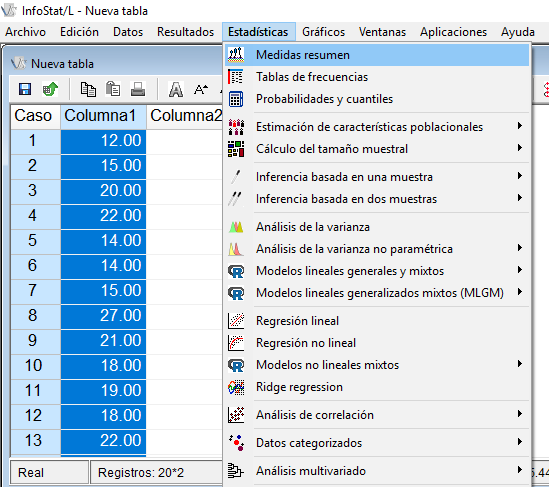 InfoStat/L - Nueva tabla
Archivo Edición Datos Resultados Estadísticas Gráficos Ventanas Aplicaciones Ayuda
Nueva tabla
Medidas resumen
Tablas de frecuencias
Probabilidades y cuantiles
Estimación de características poblacionales
Cálculo del tamaño muestral
Inferencia basada en una muestra
Inferencia basada en dos muestras
Análisis de la varianza
Análisis de la varianza no paramétrica
Modelos lineales generales y mixtos
Modelos lineales generalizados mixtos (MLGM)
Regresión lineal
Regresión no lineal
Modelos no lineales mixtos
Ridge regression
Análisis de correlación
Datos categorizados
Análisis multivariado
Caso Columna1 Columna2
1 12.00
2 15.00
3 20.00
4 22.00
5 14.00
6 14.00
7 15.00
8 27.00
9 21.00
10 18.00
11 19.00
12 18.00
13 22.00
Real Registros: 20*2